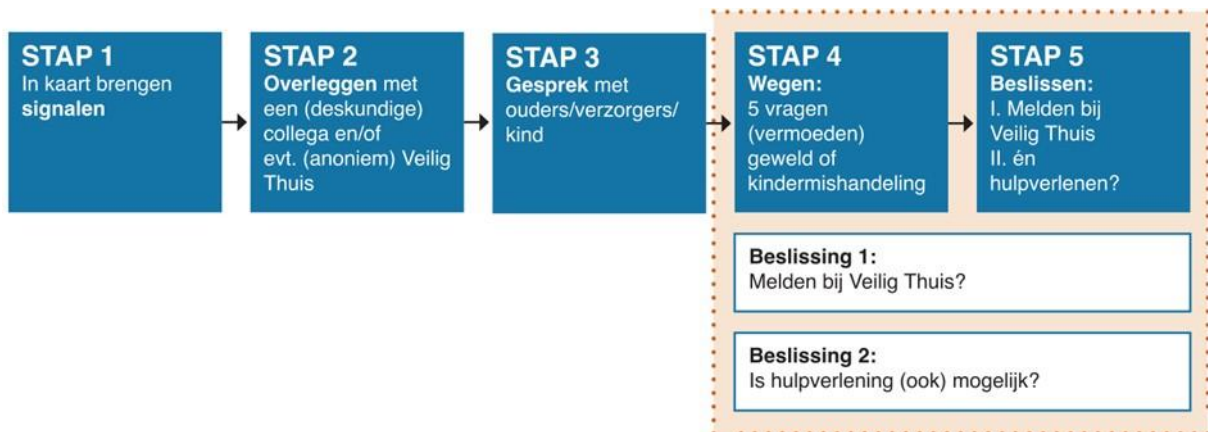 STAP 1
In kaart brengen
signalen
STAP 2
Overleggen met
een (deskundige)
collega en/of
evt. (anoniem) Veilig
Thuis
STAP 3
Gesprek met
ouders/verzorgers/
kind
STAP 4
Wegen:
5 vragen
(vermoeden)
geweld of
kindermishandeling
STAP 5
Beslissen:
I. Melden bij
Veilig Thuis
II. én
hulpverlenen?
Beslissing 1:
Melden bij Veilig Thuis?
Beslissing 2:
Is hulpverlening (ook) mogelijk?